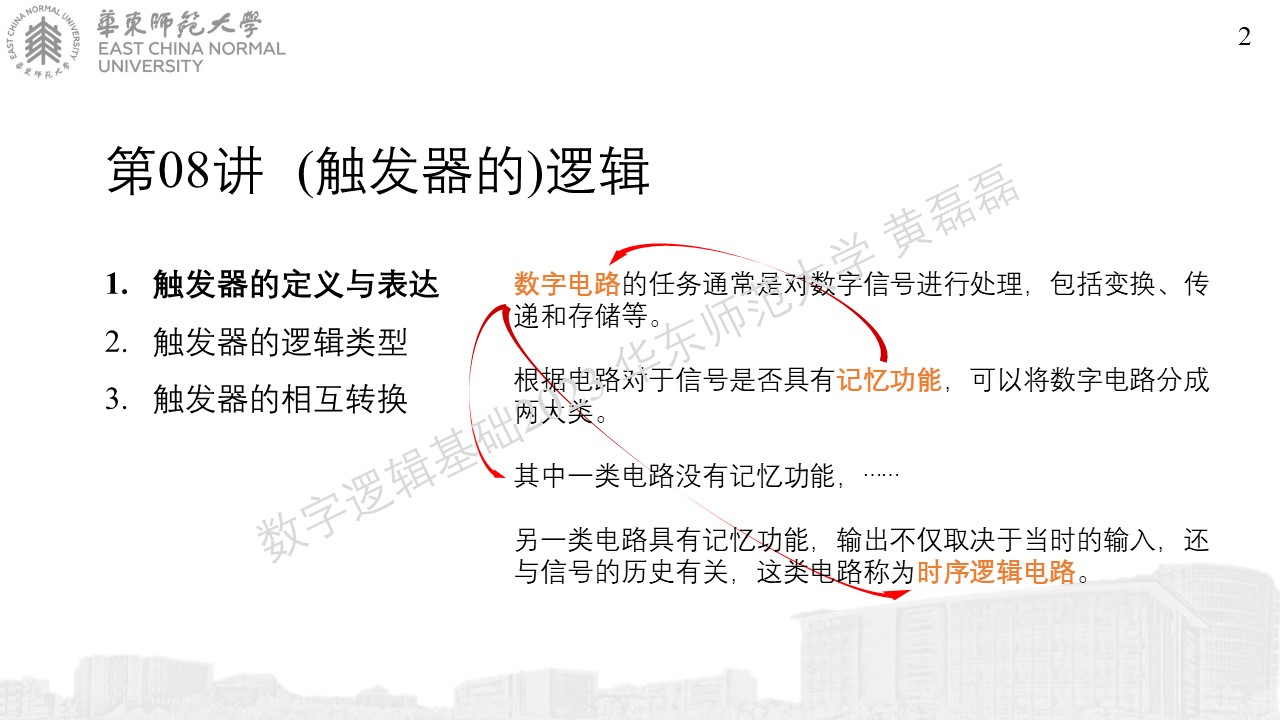 華東師範大學
EAST CHINA NORMAL
UNIVERSITY
EAST CHINA NORMAL UNIVERSITY
華東师范大学
2
第08讲 (触发器的)逻辑
1. 触发器的定义与表达
2. 触发器的逻辑类型
3. 触发器的相互转换
数字电路的任务通常是对数字信号进行处理，包括变换、传
递和存储等。
根据电路对于信号是否具有记忆功能，可以将数字电路分成
两大类。
其中一类电路没有记忆功能，……
另一类电路具有记忆功能，输出不仅取决于当时的输入，还
与信号的历史有关，这类电路称为时序逻辑电路。
数字逻辑基础2023 华东师范大学 黄磊磊